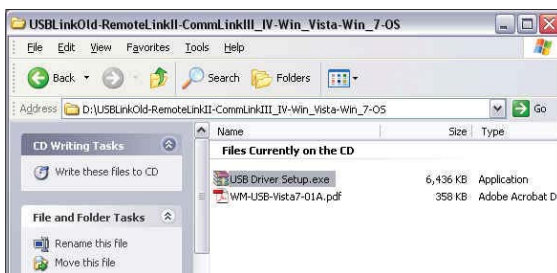 USBLinkOld-RemoteLinkII-CommLinkIII_IV-Win_Vista-Win_7-OS
File Edit View Favorites Tools Help
Back Search Folders
Address D:\USBLinkOld-RemoteLinkII-CommLinkIII_IV-Win_Vista-Win_7-OS Go
Name Size Type
CD Writing Tasks
Files Currently on the CD
Write these files to CD
USB Driver Setup.exe 6,436 KB Application
WM-USB-Vista7-01A.pdf 358 KB Adobe Acrobat D
File and Folder Tasks
Rename this file
Move this file